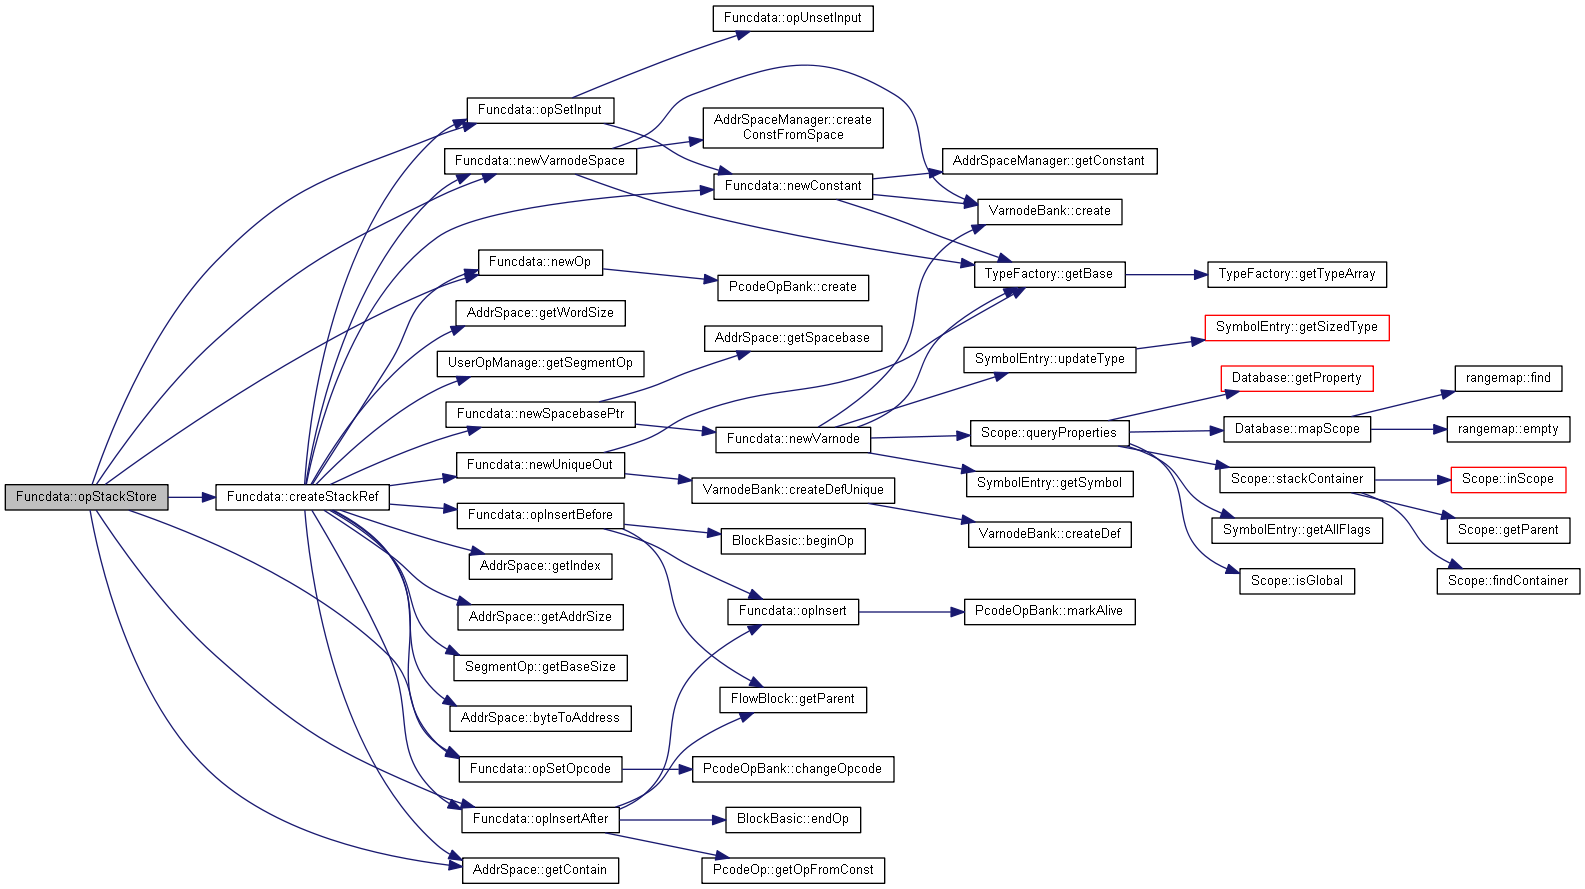 Funcdata::opUnsetInput
Funcdata::opSetInput
AddrSpaceManager::create
ConstFromSpace
Funcdata::newVarnodeSpace
AddrSpaceManager::getConstant
Funcdata::newConstant
VarnodeBank::create
Funcdata::newOp
TypeFactory::getBase
TypeFactory::getTypeArray
PcodeOpBank::create
AddrSpace::getWordSize
SymbolEntry::getSizedType
AddrSpace::getSpacebase
UserOpManage::getSegmentOp
SymbolEntry::updateType
Database::getProperty
rangemap::find
Funcdata::newSpacebasePtr
Funcdata::newVarnode
Scope::queryProperties
Database::mapScope
rangemap::empty
Funcdata::newUniqueOut
SymbolEntry::getSymbol
Scope::stackContainer
Scope::inScope
Funcdata::opStackStore
Funcdata::createStackRef
VarnodeBank::createDefUnique
Funcdata::opInsertBefore
BlockBasic::beginOp
VarnodeBank::createDef
SymbolEntry::getAllFlags
Scope::getParent
AddrSpace::getIndex
Scope::isGlobal
Scope::findContainer
AddrSpace::getAddrSize
Funcdata::opInsert
PcodeOpBank::markAlive
SegmentOp::getBaseSize
FlowBlock::getParent
AddrSpace::byteToAddress
Funcdata::opSetOpcode
PcodeOpBank::changeOpcode
Funcdata::opInsertAfter
BlockBasic::endOp
AddrSpace::getContain
PcodeOp::getOpFromConst